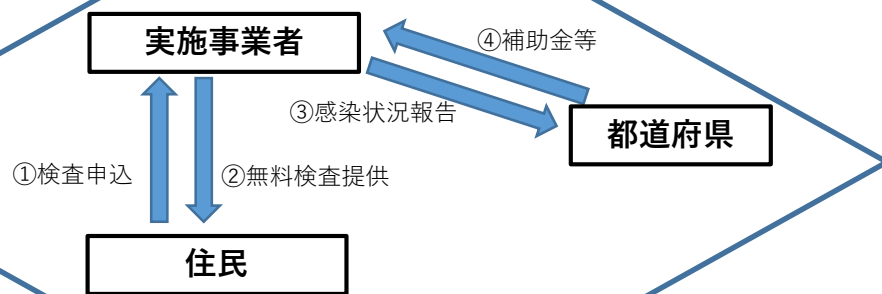 実施事業者
④補助金等
③感染状況報告
都道府県
①検査申込
②無料検査提供
住民